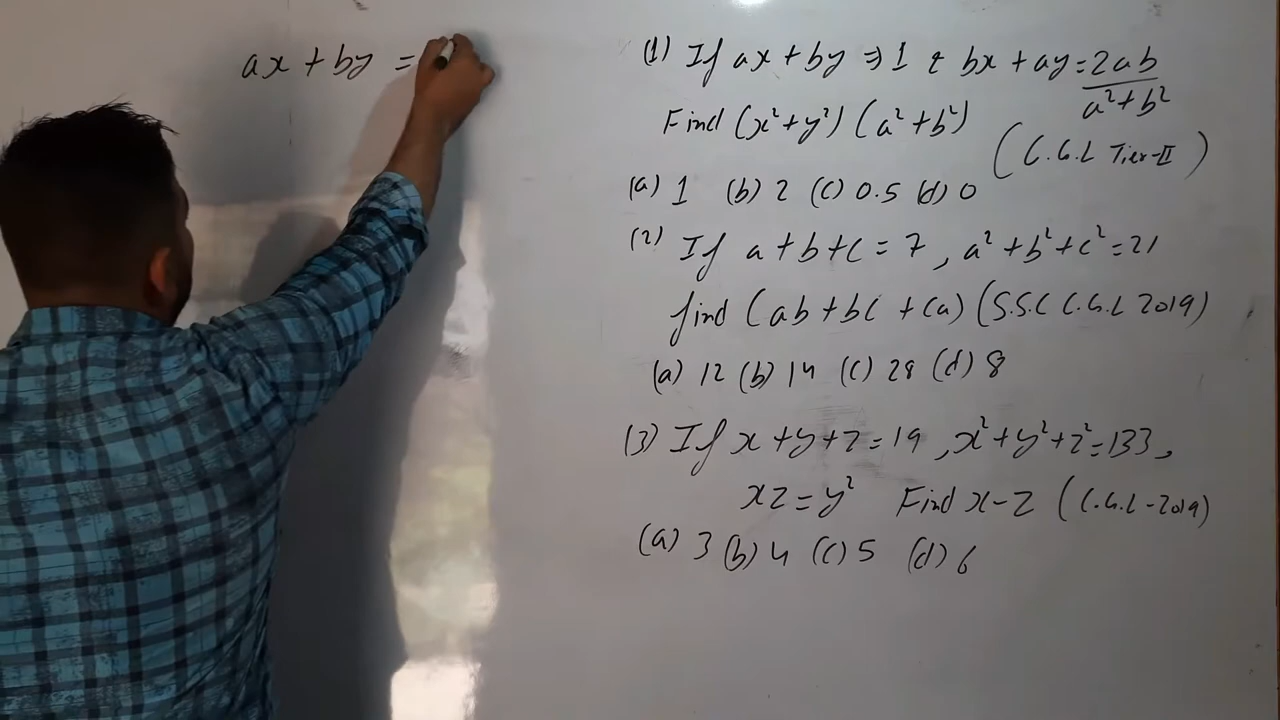 ax + by =
(1) If ax + by ⇒ 1 & bx + ay = 2ab / a² + b²
Find (x² + y²) (a² + b²)
(C.G.L Tier-II)
(a) 1 (b) 2 (c) 0.5 (d) 0
(2) If a + b + c = 7, a² + b² + c² = 21
find (ab + bc + ca) (S.S.C C.G.L 2019)
(a) 12 (b) 14 (c) 28 (d) 8
(3) If x + y + z = 19, x² + y² + z² = 133,
xz = y² Find x - z (C.G.L - 2019)
(a) 3 (b) 4 (c) 5 (d) 6